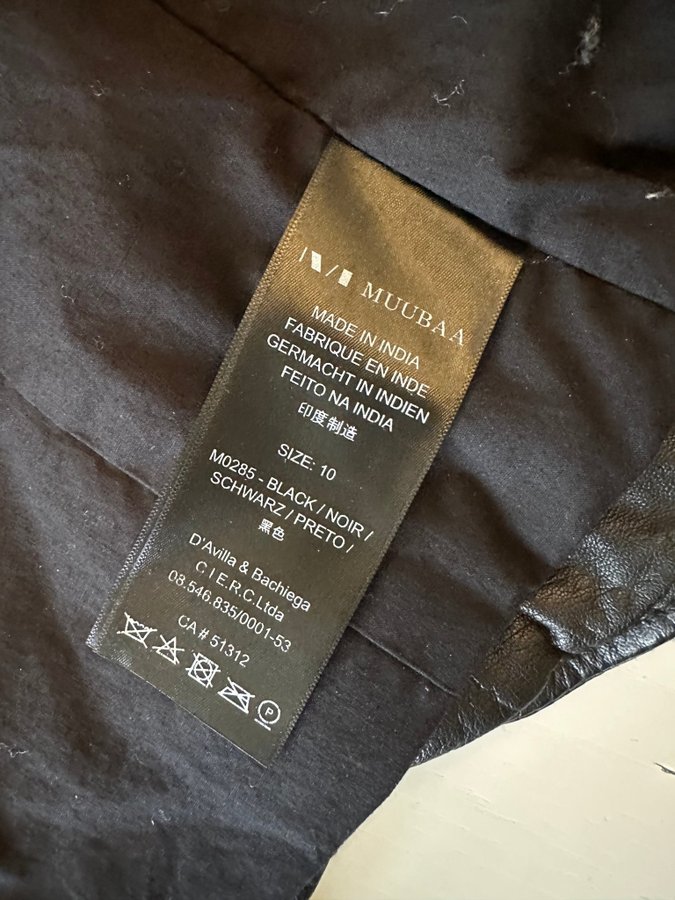 MUUBAA
MADE IN INDIA
FABRIQUE EN INDE
GERMACHT IN INDIEN
FEITO NA INDIA
印度制造
SIZE: 10
M0285 - BLACK / NOIR /
SCHWARZ / PRETO /
黑色
D'Avilla & Bachiega
C.I.E.R.C.Ltda
08.546.835/0001-53
CA # 51312
P